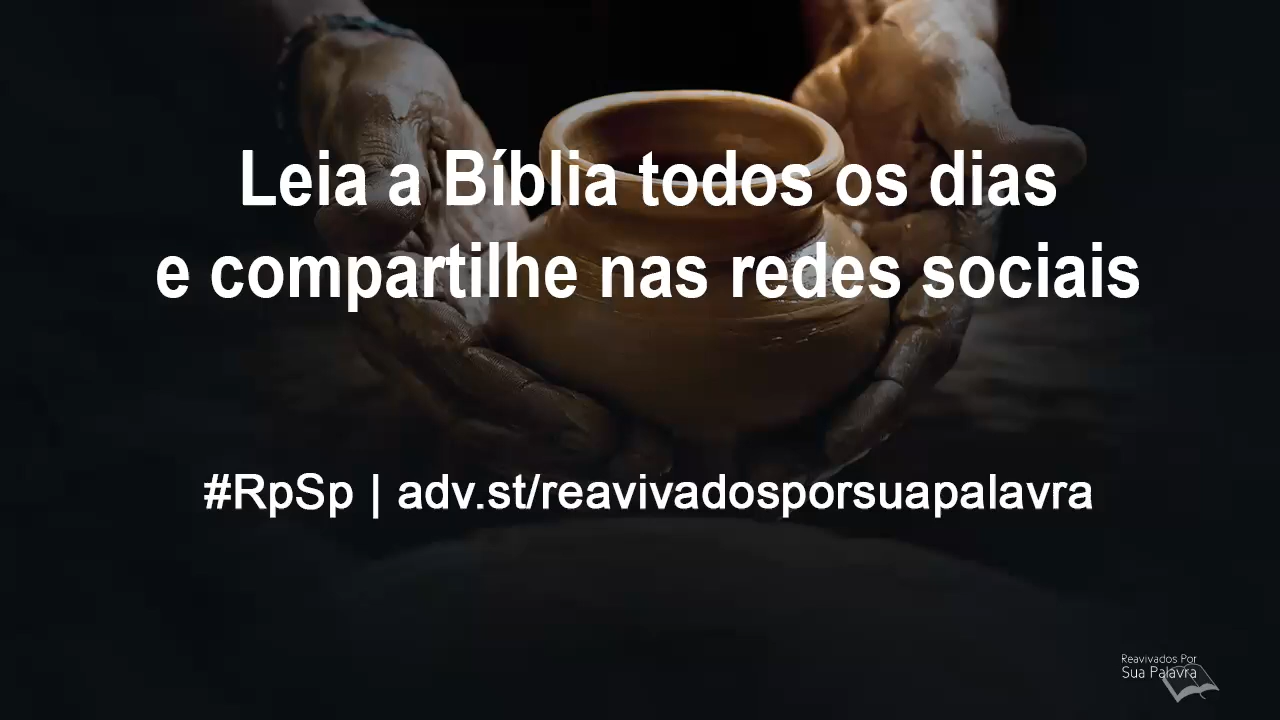 Leia a Bíblia todos os dias
e compartilhe nas redes sociais
#RpSp | adv.st/reavivadosporsuapalavra
Reavivados Por
Sua Palavra